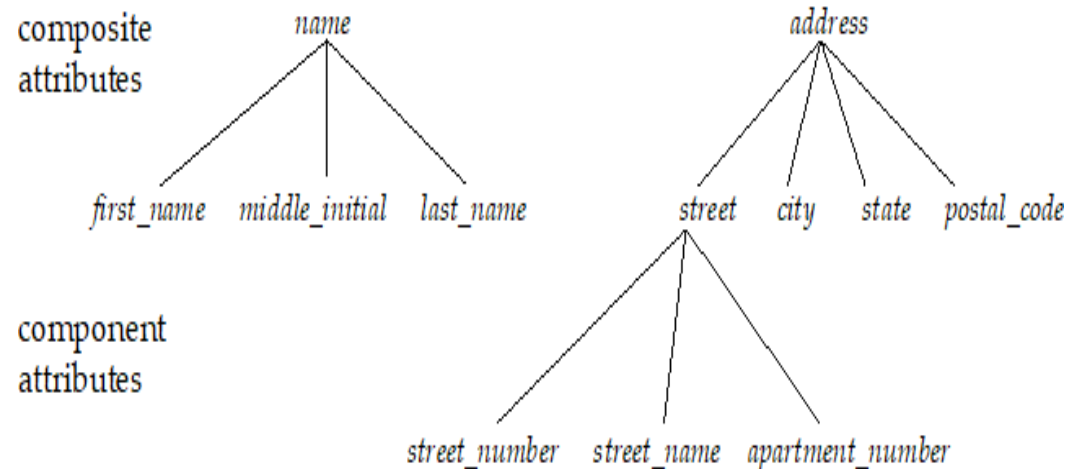 composite
attributes
name
address
first_name middle_initial last_name
street city state postal_code
component
attributes
street_number street_name apartment_number